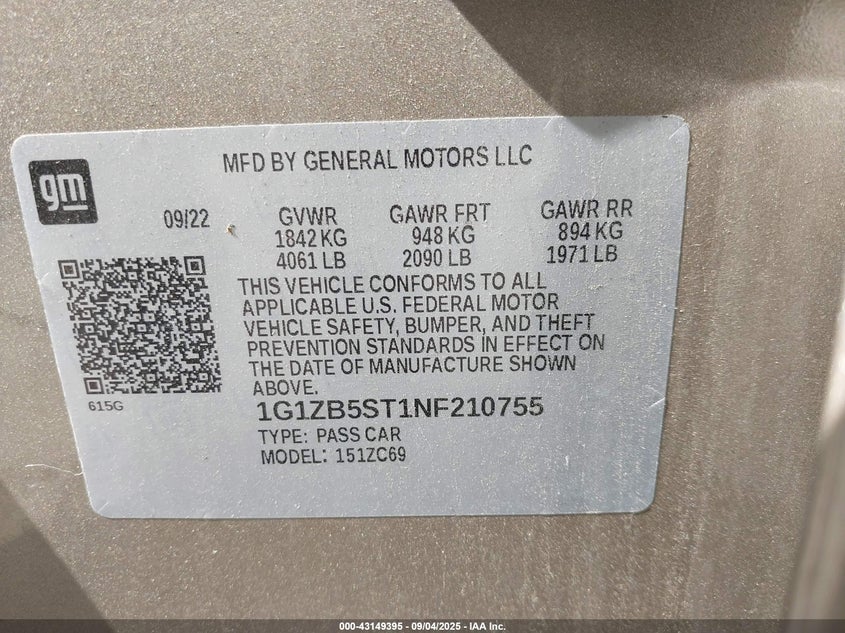 gm
MFD BY GENERAL MOTORS LLC
09/22 GVWR GAWR FRT GAWR RR
1842 KG 948 KG 894 KG
4061 LB 2090 LB 1971 LB
THIS VEHICLE CONFORMS TO ALL
APPLICABLE U.S. FEDERAL MOTOR
VEHICLE SAFETY, BUMPER, AND THEFT
PREVENTION STANDARDS IN EFFECT ON
THE DATE OF MANUFACTURE SHOWN
ABOVE.
615G
1G1ZB5ST1NF210755
TYPE: PASS CAR
MODEL: 151ZC69
000-43149395 - 09/04/2025 - IAA Inc.